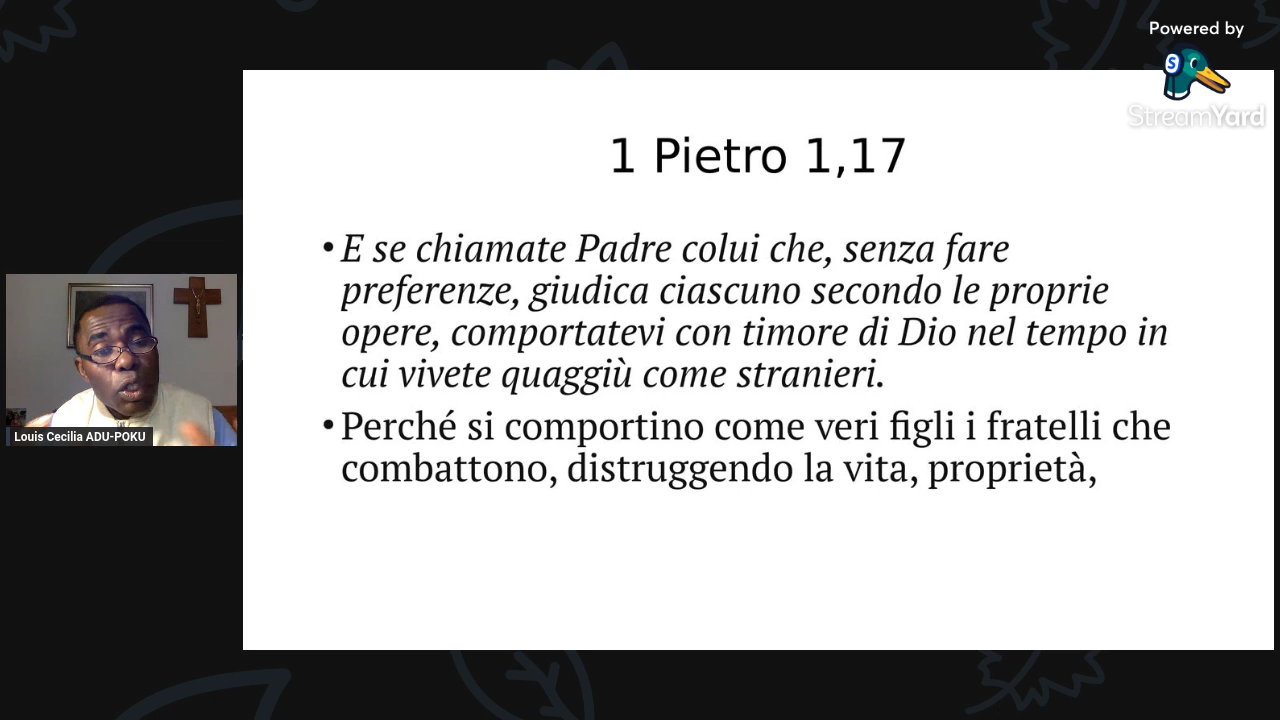 Powered by
StreamYard
1 Pietro 1,17
• E se chiamate Padre colui che, senza fare
preferenze, giudica ciascuno secondo le proprie
opere, comportatevi con timore di Dio nel tempo in
cui vivete quaggiù come stranieri.
• Perché si comportino come veri figli i fratelli che
combattono, distruggendo la vita, proprietà,
Louis Cecilia ADU-POKU